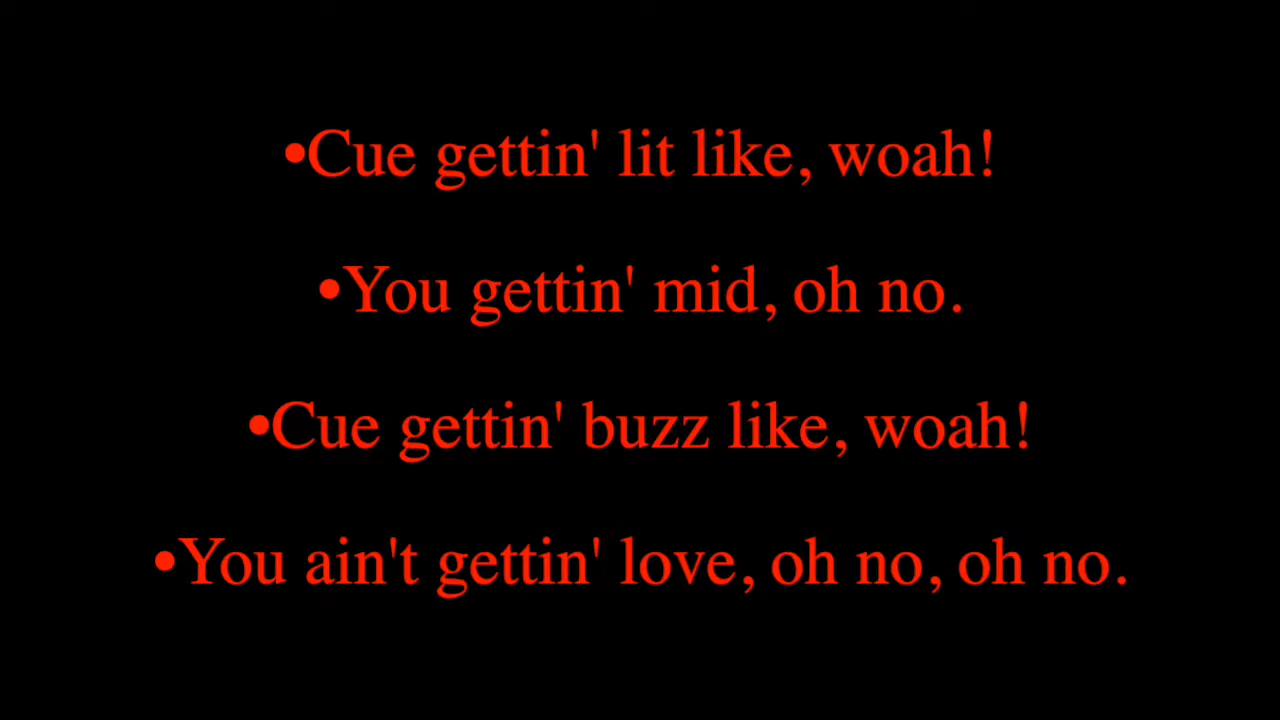 •Cue gettin' lit like, woah!
•You gettin' mid, oh no.
•Cue gettin' buzz like, woah!
•You ain't gettin' love, oh no, oh no.